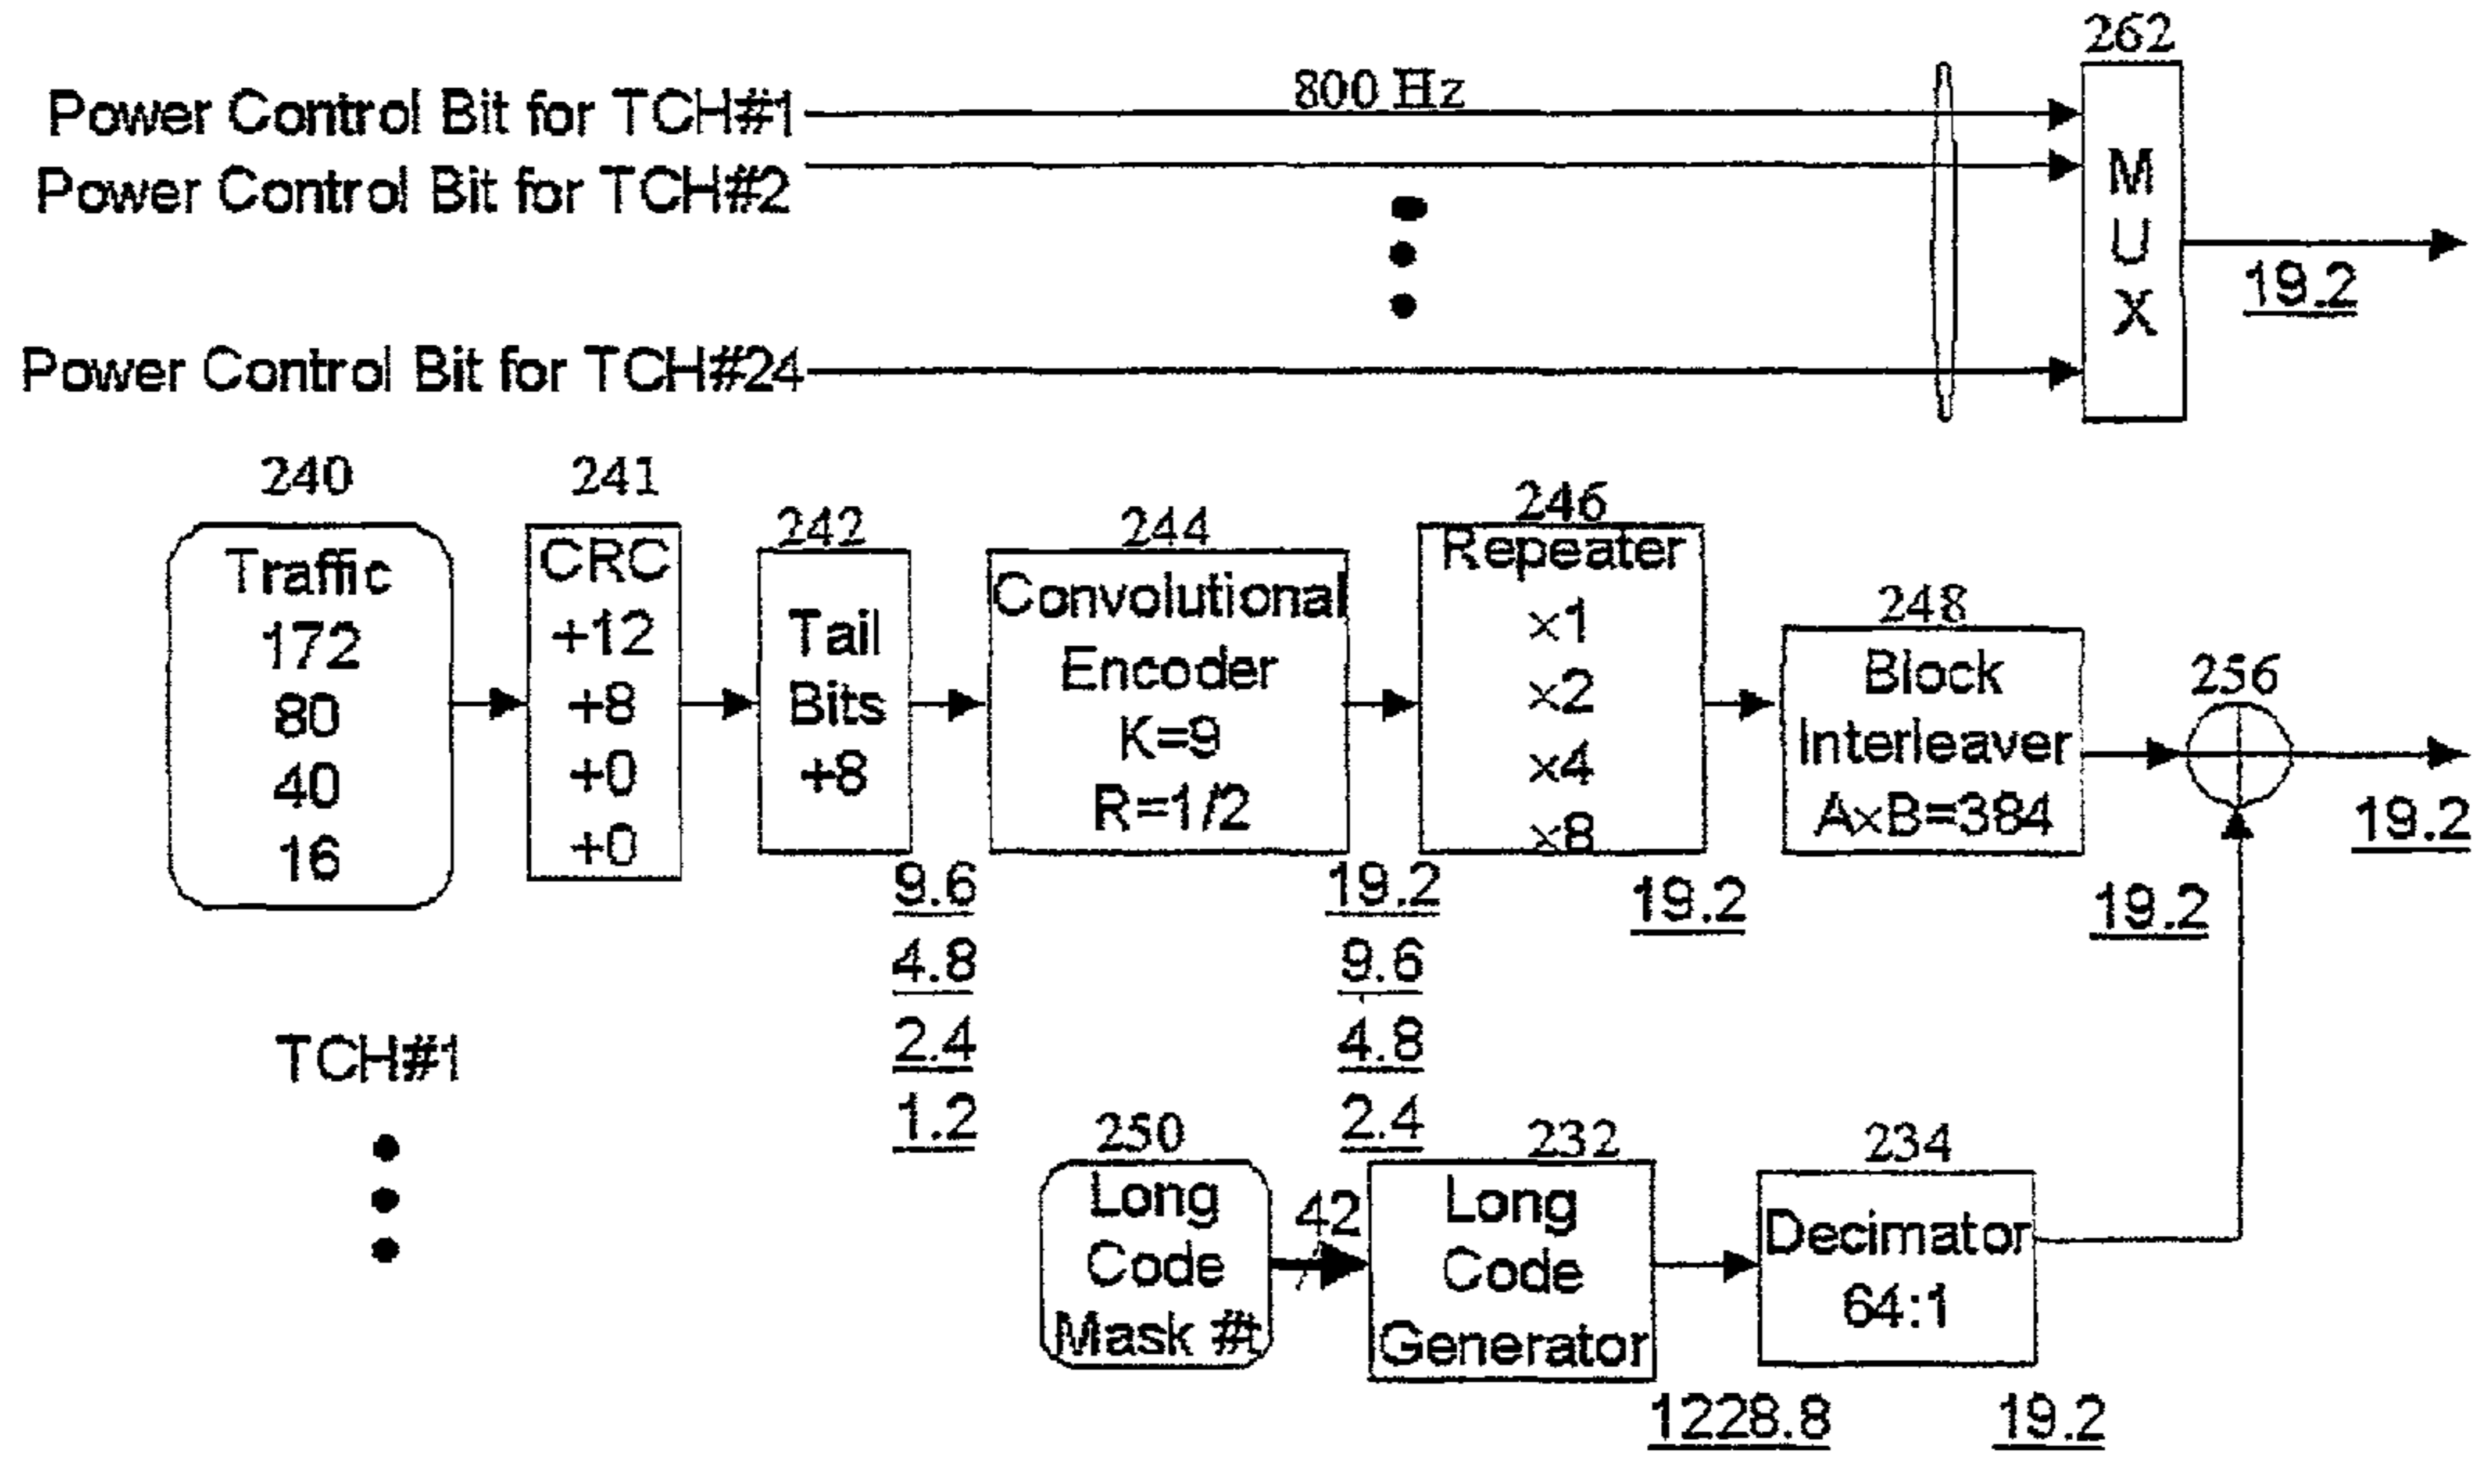 262
800 Hz
Power Control Bit for TCH#1
Power Control Bit for TCH#2
M
U
X
19.2
Power Control Bit for TCH#24
240
Traffic
172
80
40
16
241
CRC
+12
+8
+0
+0
242
Tail
Bits
+8
9.6
4.8
2.4
1.2
244
Convolutional
Encoder
K=9
R=1/2
19.2
9.6
4.8
2.4
246
Repeater
×1
×2
×4
×8
19.2
248
Block
Interleaver
A×B=384
19.2
256
19.2
TCH#1
250
Long
Code
Mask #t
42
232
Long
Code
Generator
1228.8
234
Decimator
64:1
19.2